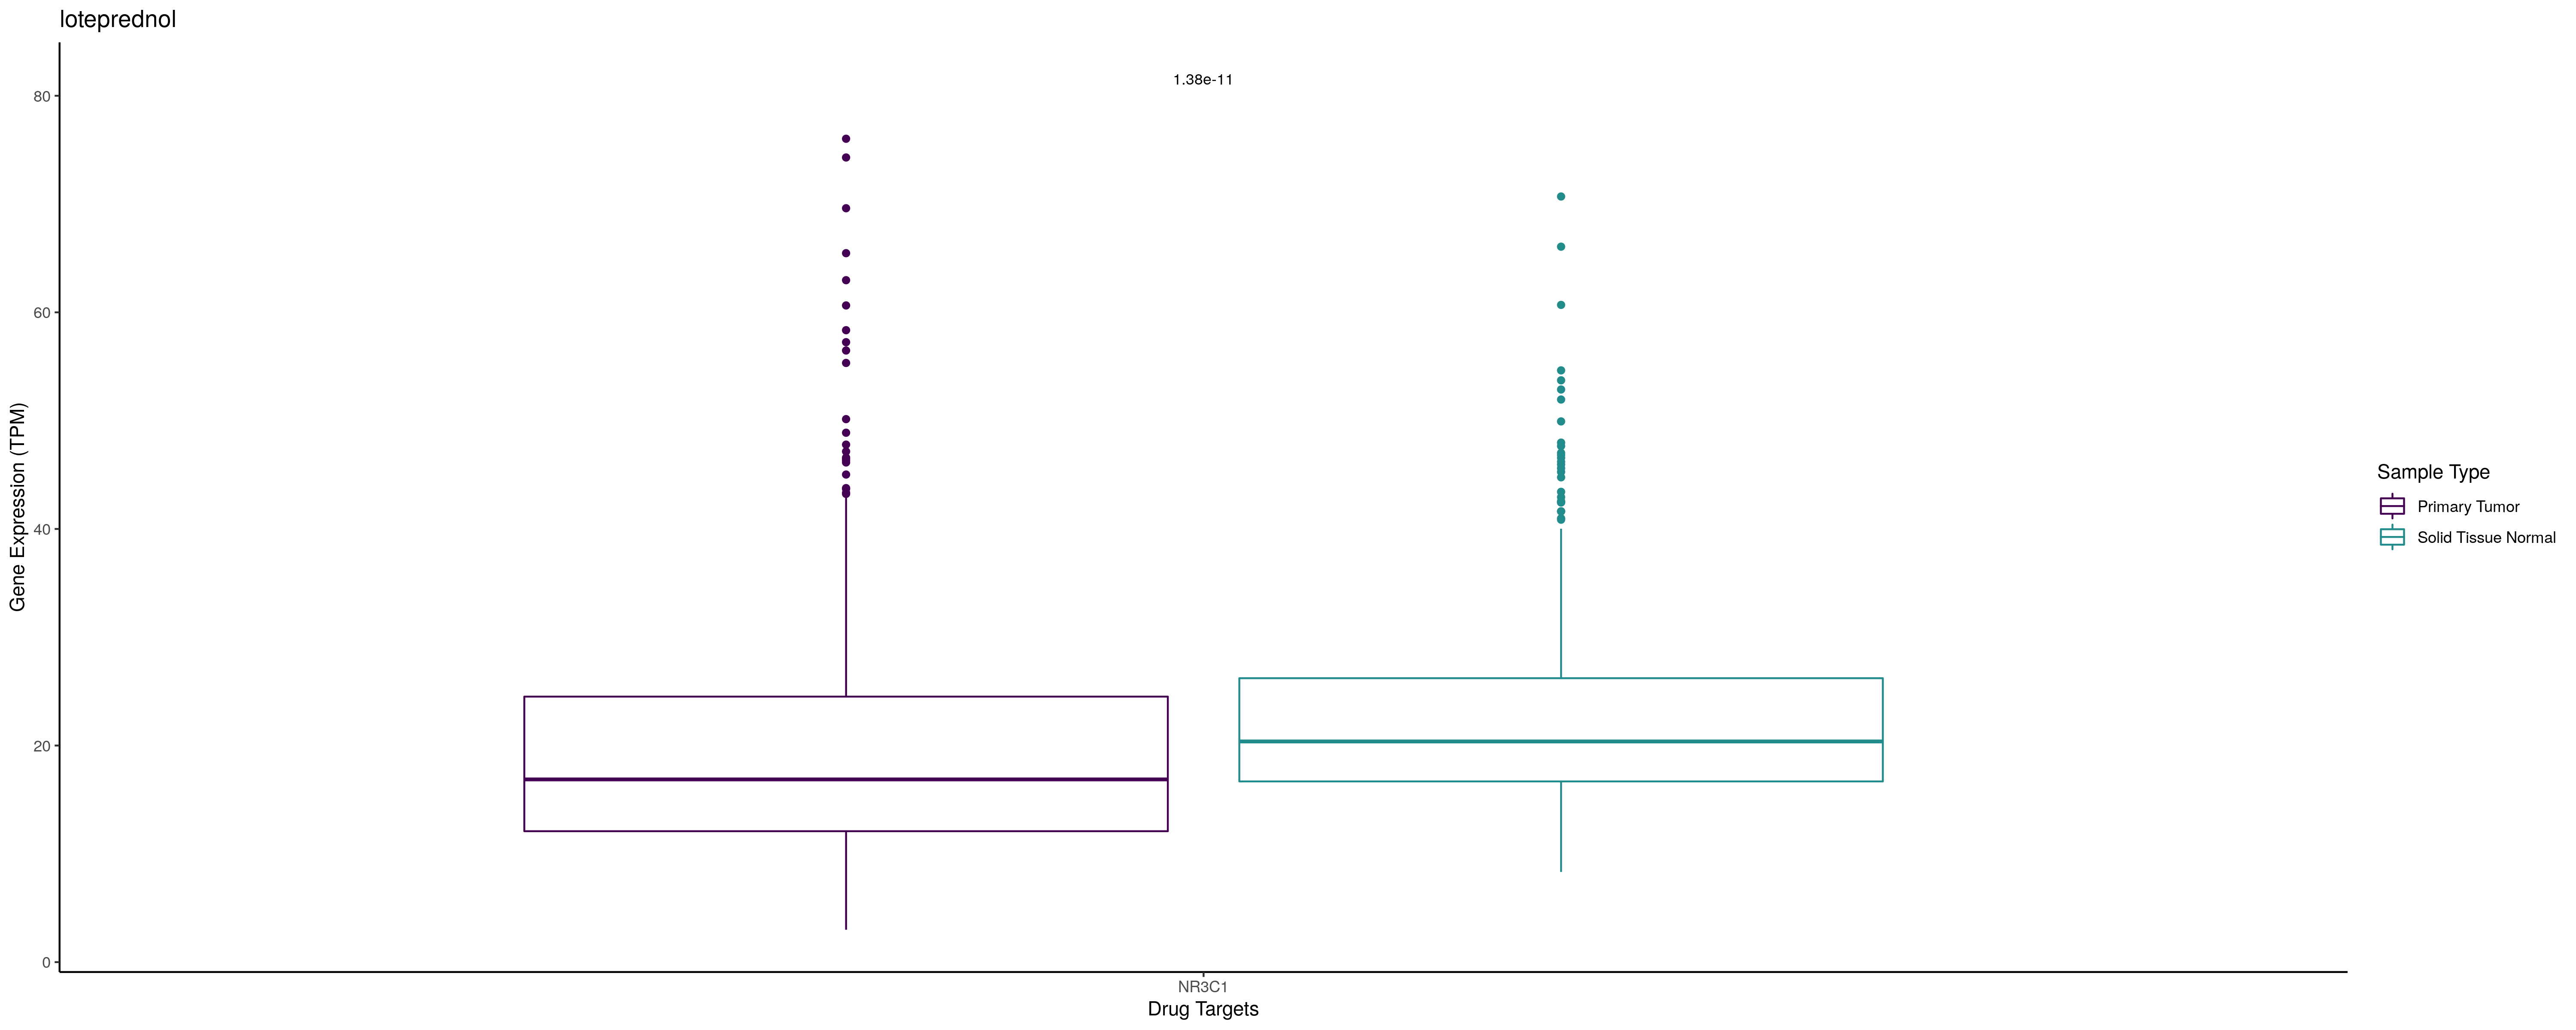 loteprednol
1.38e-11
80
60
40
20
0
Gene Expression (TPM)
NR3C1
Drug Targets
Sample Type
Primary Tumor
Solid Tissue Normal